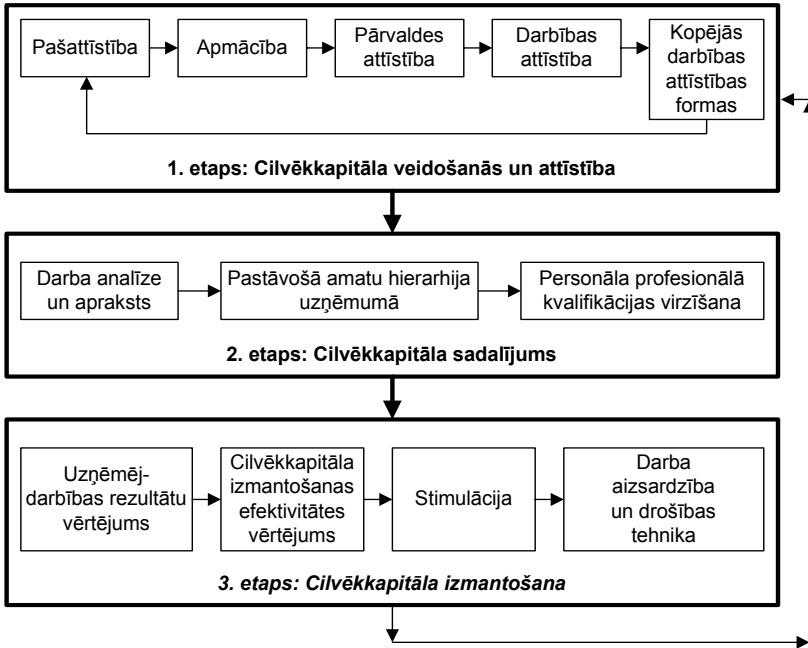 Pašattīstība
Apmācība
Pārvaldes
attīstība
Darbības
attīstība
Kopējās
darbības
attīstības
formas
1. etaps: Cilvēkkapitāla veidošanās un attīstība
Darba analīze
un apraksts
Pastāvošā amatu hierarhija
uzņēmumā
Personāla profesionālā
kvalifikācijas virzīšana
2. etaps: Cilvēkkapitāla sadalījums
Uzņēmēj-
darbības rezultātu
vērtējums
Cilvēkkapitāla
izmantošanas
efektivitātes
vērtējums
Stimulācija
Darba
aizsardzība
un drošības
tehnika
3. etaps: Cilvēkkapitāla izmantošana